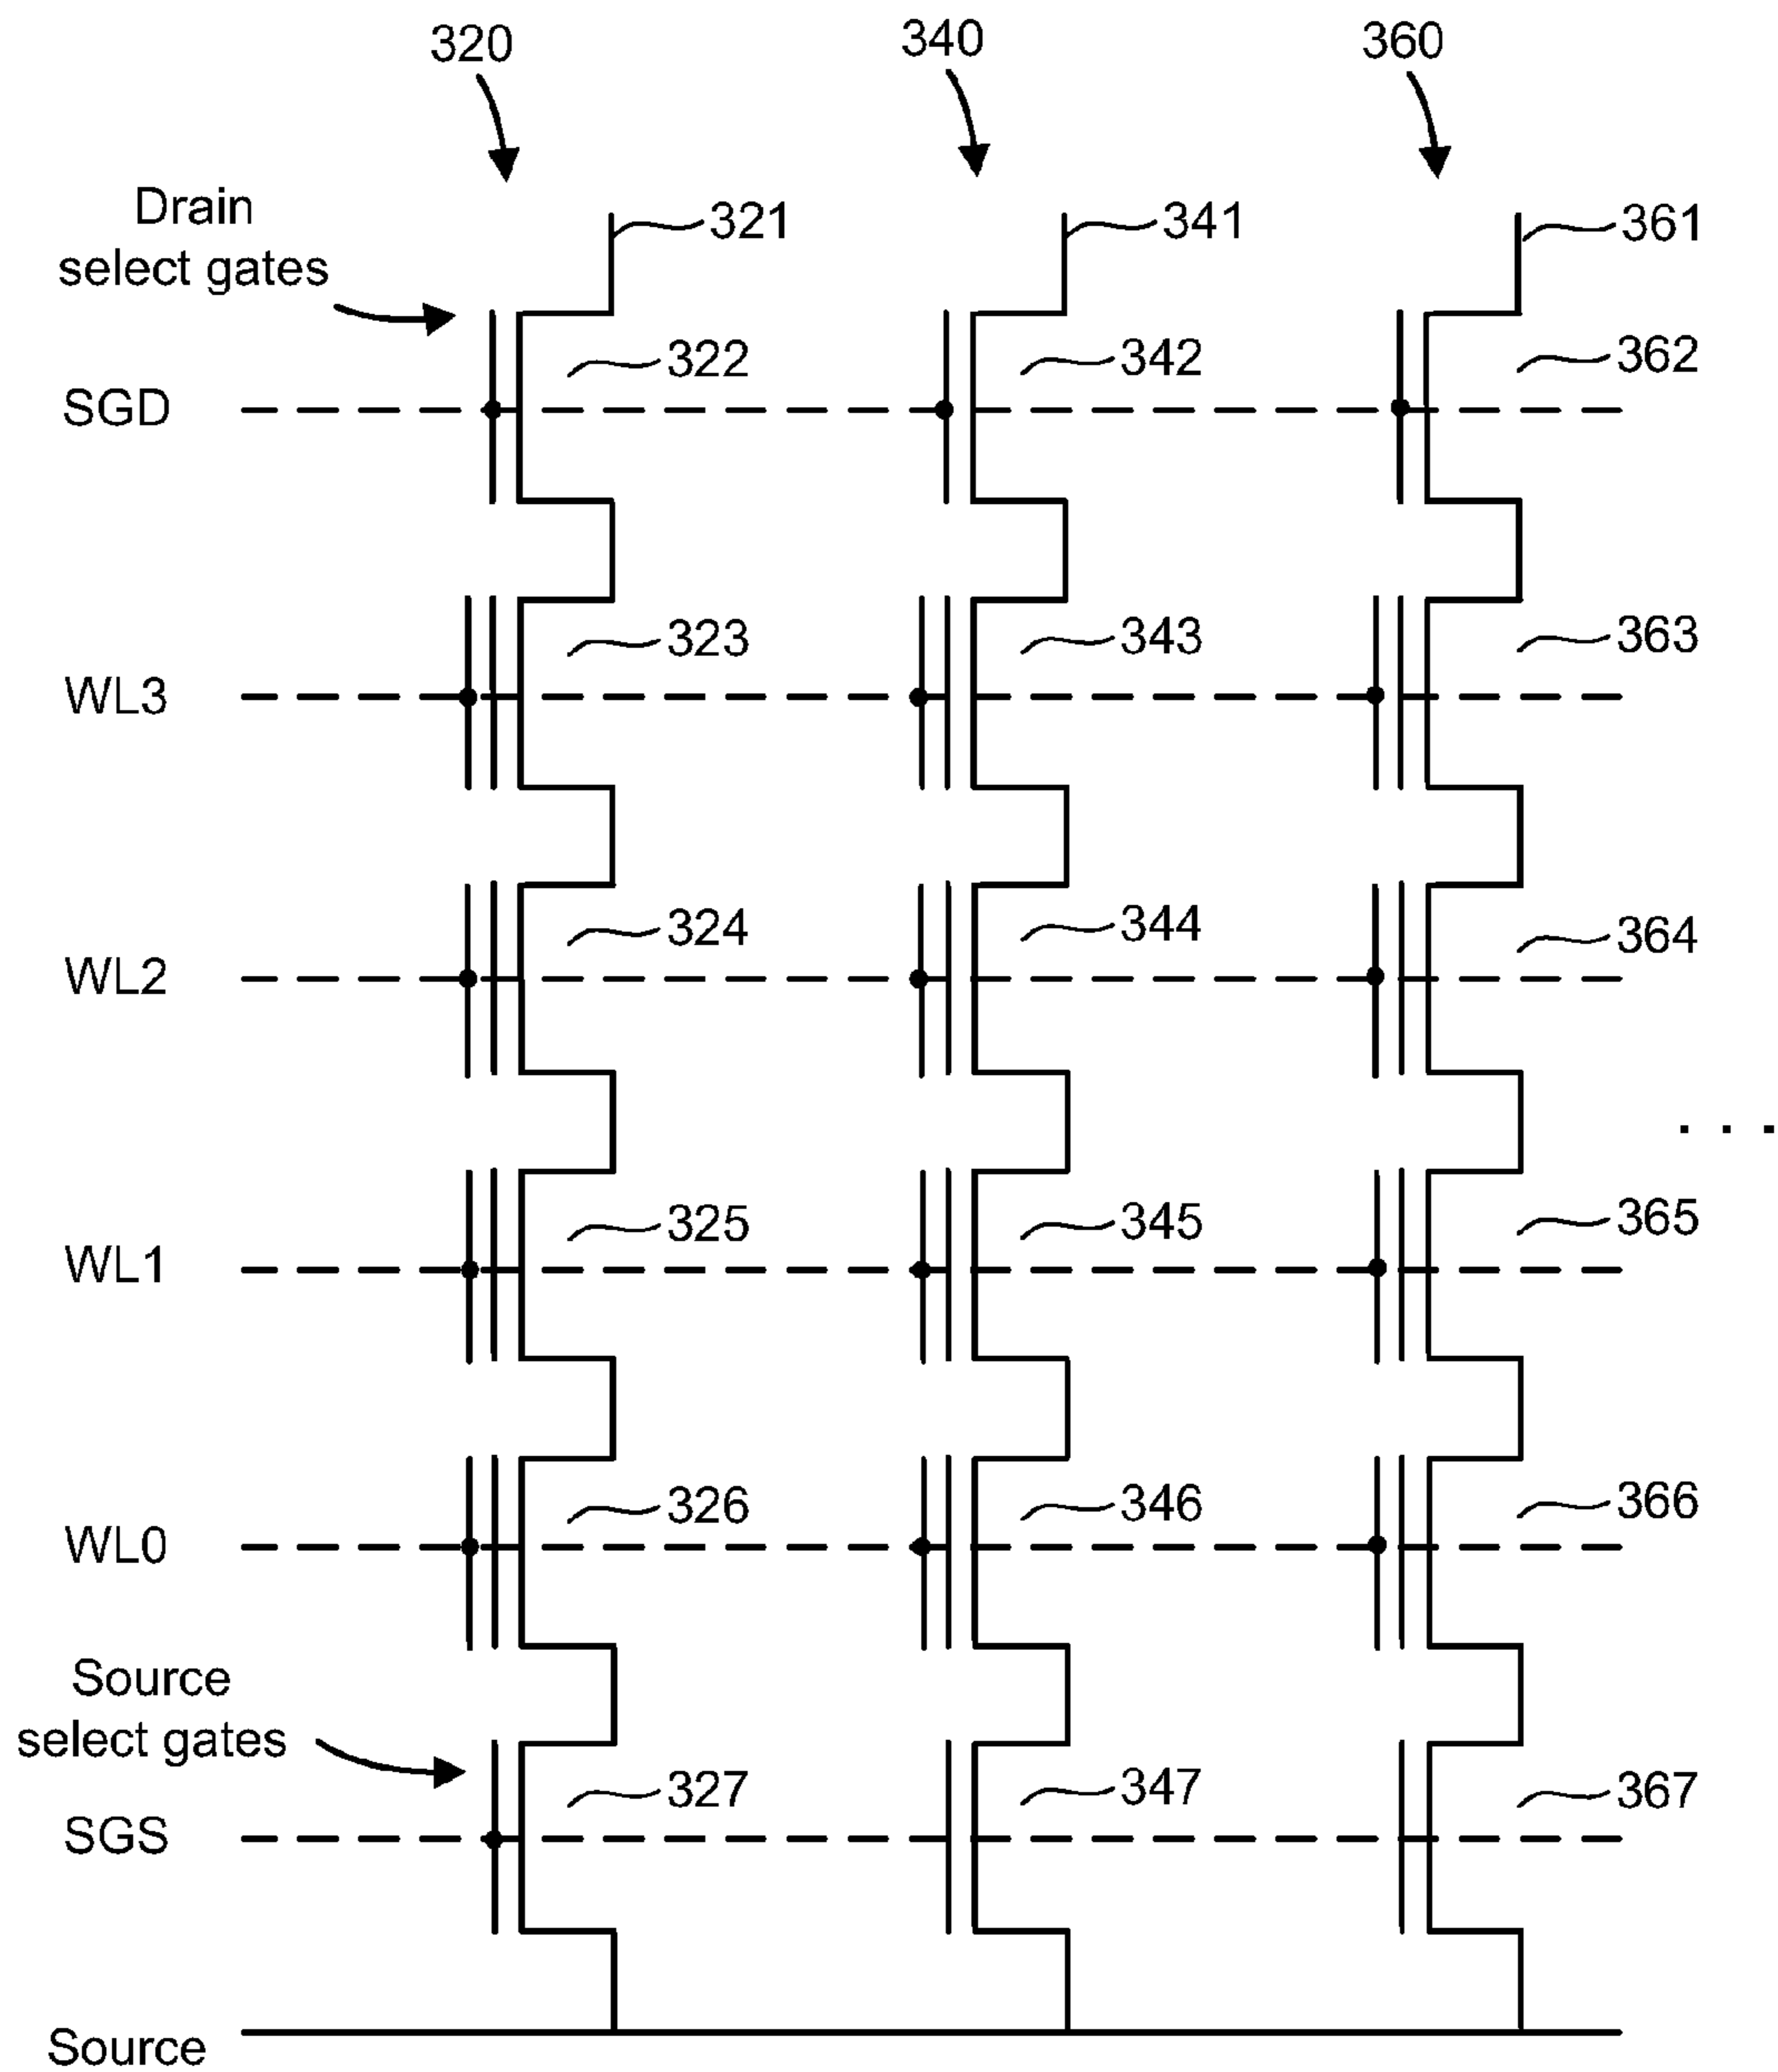 320 340 360
Drain
select gates
321 341 361
322 342 362
SGD
323 343 363
WL3
324 344 364
WL2
. . .
325 345 365
WL1
326 346 366
WL0
Source
select gates
327 347 367
SGS
Source